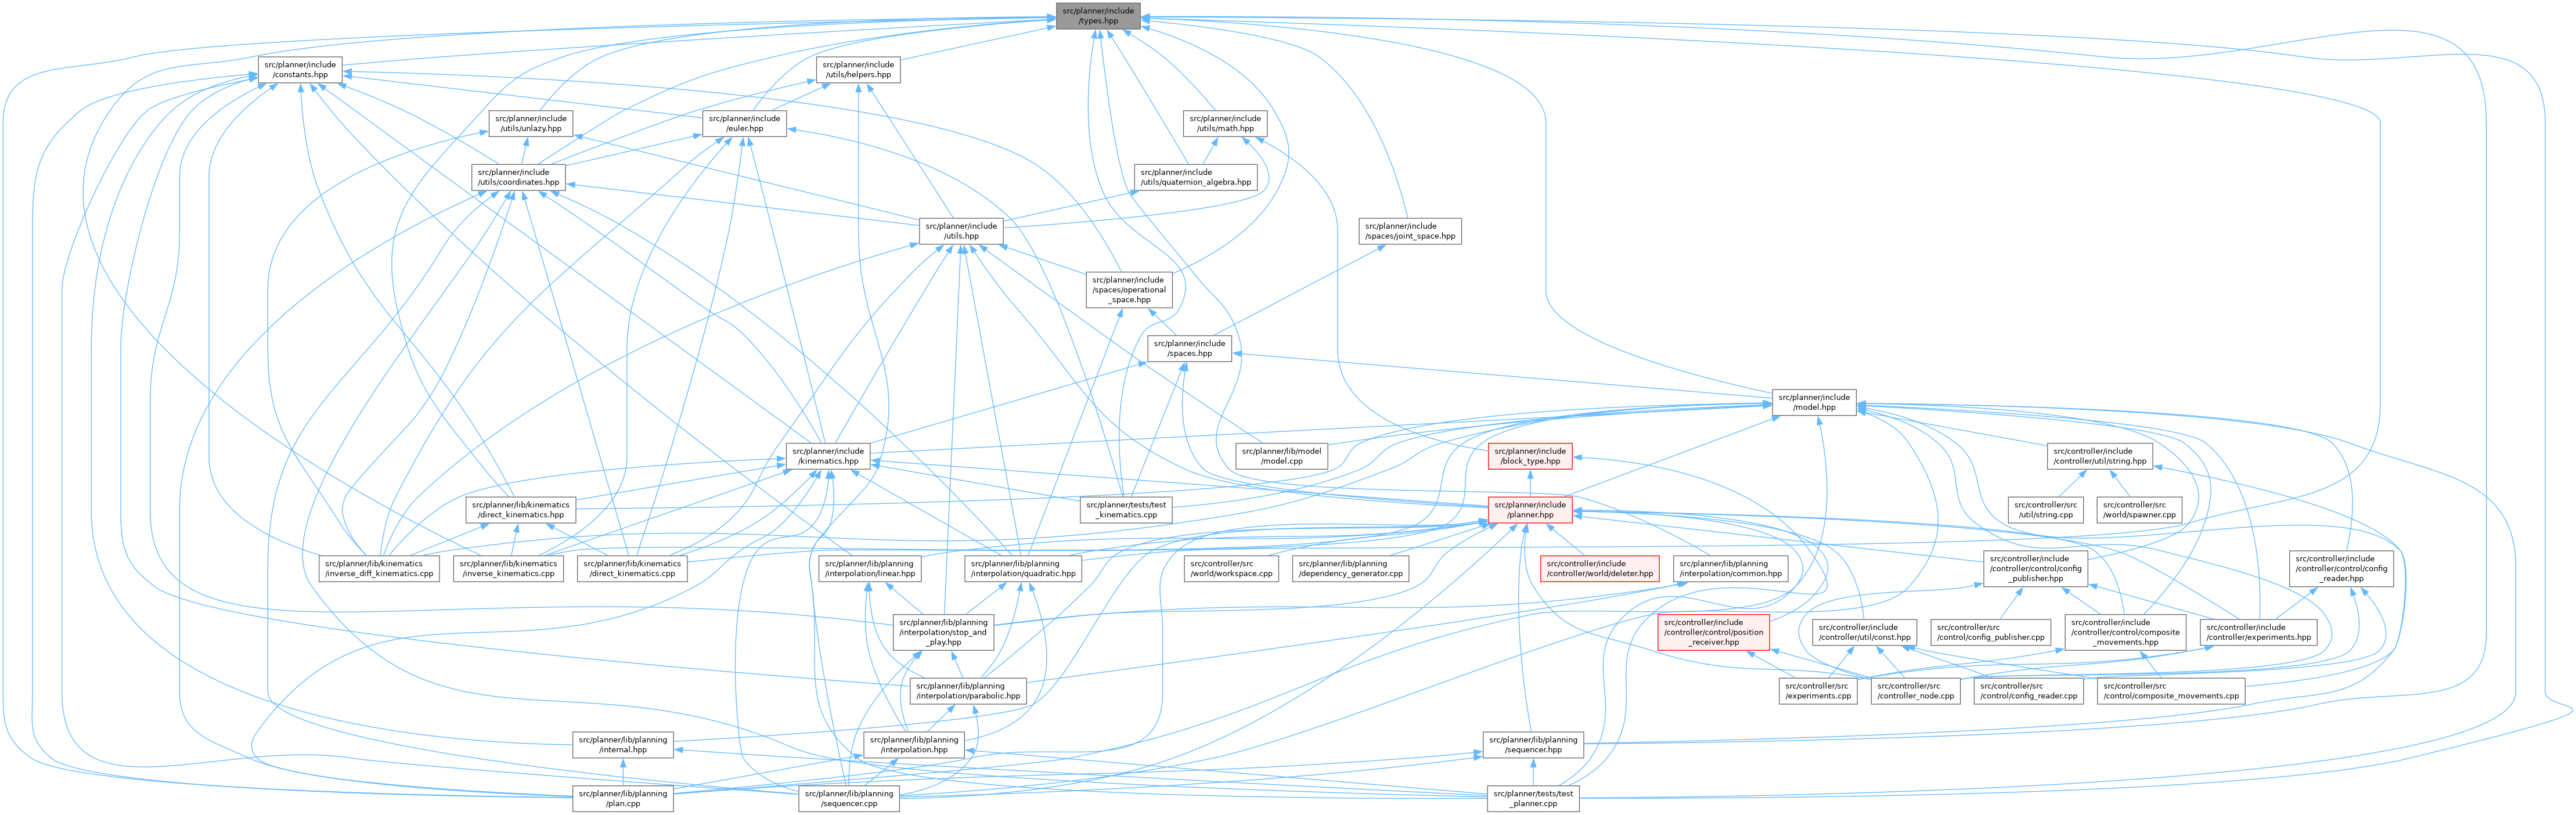 src/planner/include
/types.hpp
src/planner/include
/constants.hpp
src/planner/include
/utils/helpers.hpp
src/planner/include
/utils/unlazy.hpp
src/planner/include
/euler.hpp
src/planner/include
/utils/math.hpp
src/planner/include
/utils/coordinates.hpp
src/planner/include
/utils/quaternion_algebra.hpp
src/planner/include
/utils.hpp
src/planner/include
/spaces/joint_space.hpp
src/planner/include
/spaces/operational
_space.hpp
src/planner/include
/spaces.hpp
src/planner/include
/model.hpp
src/planner/include
/kinematics.hpp
src/planner/lib/model
/model.cpp
src/planner/include
/block_type.hpp
src/controller/include
/controller/util/string.hpp
src/planner/lib/kinematics
/direct_kinematics.hpp
src/planner/tests/test
_kinematics.cpp
src/planner/include
/planner.hpp
src/controller/src
/util/string.cpp
src/controller/src
/world/spawner.cpp
src/planner/lib/kinematics
/inverse_diff_kinematics.cpp
src/planner/lib/kinematics
/inverse_kinematics.cpp
src/planner/lib/kinematics
/direct_kinematics.cpp
src/planner/lib/planning
/interpolation/linear.hpp
src/planner/lib/planning
/interpolation/quadratic.hpp
src/controller/src
/world/workspace.cpp
src/planner/lib/planning
/dependency_generator.cpp
src/controller/include
/controller/world/deleter.hpp
src/planner/lib/planning
/interpolation/common.hpp
src/controller/include
/controller/control/config
_publisher.hpp
src/controller/include
/controller/control/config
_reader.hpp
src/planner/lib/planning
/interpolation/stop_and
_play.hpp
src/controller/include
/controller/control/position
_receiver.hpp
src/controller/include
/controller/util/const.hpp
src/controller/src
/control/config_publisher.cpp
src/controller/include
/controller/control/composite
_movements.hpp
src/controller/include
/controller/experiments.hpp
src/planner/lib/planning
/interpolation/parabolic.hpp
src/controller/src
/experiments.cpp
src/controller/src
/controller_node.cpp
src/controller/src
/control/config_reader.cpp
src/controller/src
/control/composite_movements.cpp
src/planner/lib/planning
/internal.hpp
src/planner/lib/planning
/interpolation.hpp
src/planner/lib/planning
/sequencer.hpp
src/planner/lib/planning
/plan.cpp
src/planner/lib/planning
/sequencer.cpp
src/planner/tests/test
_planner.cpp